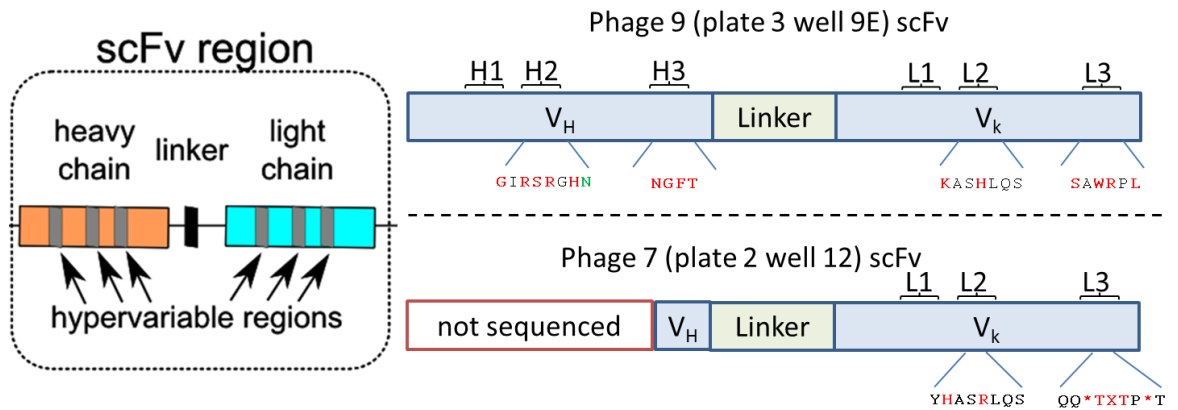 scFv region
heavy chain
linker
light chain
hypervariable regions
Phage 9 (plate 3 well 9E) scFv
H1 H2 H3 L1 L2 L3
VH Linker Vk
GIRSRGHN NGFT KASHLQS SAWRPL
Phage 7 (plate 2 well 12) scFv
L1 L2 L3
not sequenced VH Linker Vk
YHASRLQS QQ*TXTP*T